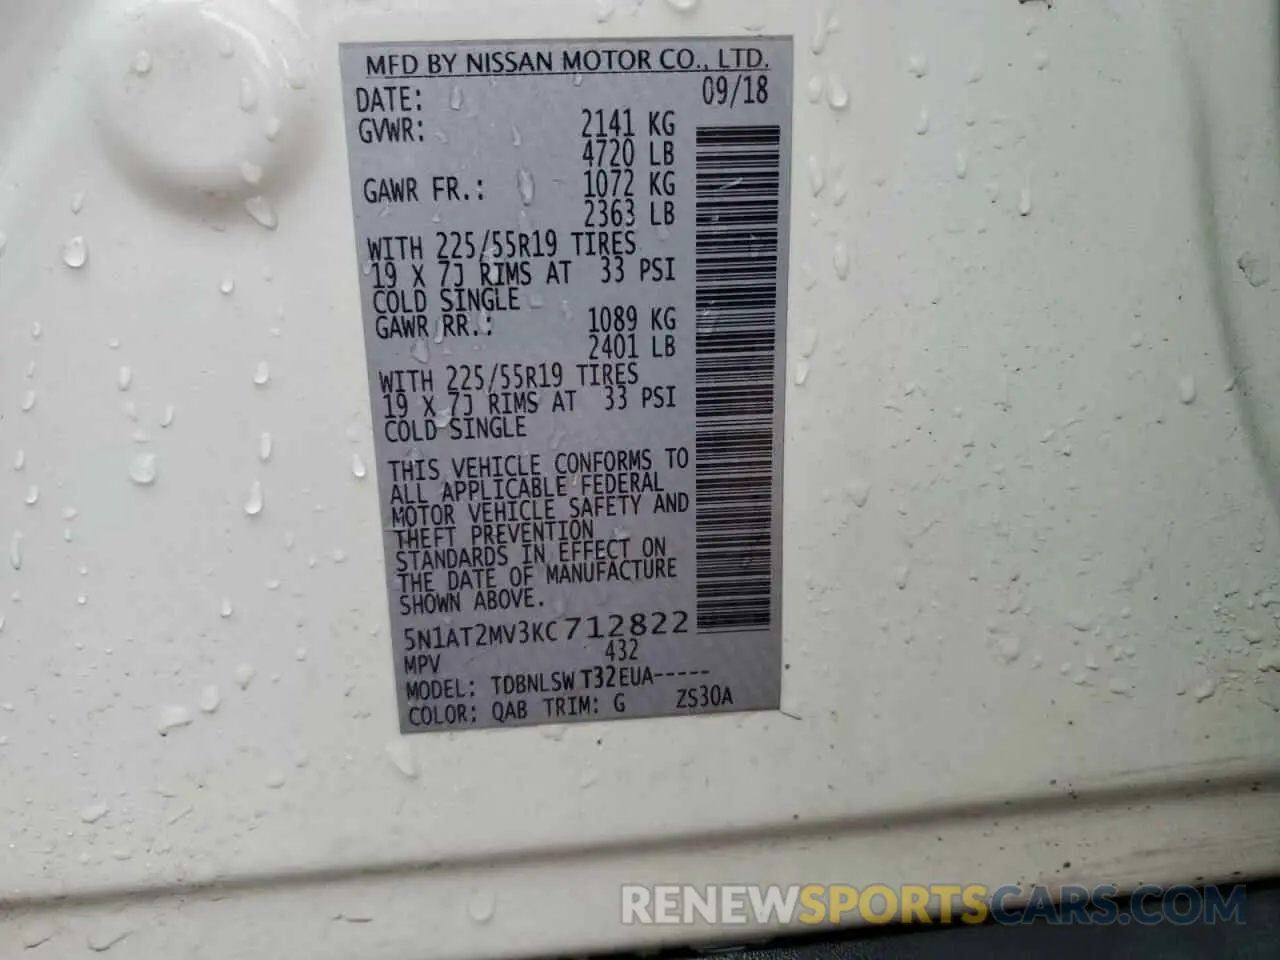 MFD BY NISSAN MOTOR CO., LTD.
DATE: 09/18
GVWR: 2141 KG
4720 LB
GAWR FR.: 1072 KG
2363 LB
WITH 225/55R19 TIRES
19 X 7J RIMS AT 33 PSI
COLD SINGLE
GAWR RR.: 1089 KG
2401 LB
WITH 225/55R19 TIRES
19 X 7J RIMS AT 33 PSI
COLD SINGLE
THIS VEHICLE CONFORMS TO
ALL APPLICABLE FEDERAL
MOTOR VEHICLE SAFETY AND
THEFT PREVENTION
STANDARDS IN EFFECT ON
THE DATE OF MANUFACTURE
SHOWN ABOVE.
5N1AT2MV3KC712822
MPV 432
MODEL: TDBNLSW T32EUA-----
COLOR: QAB TRIM: G ZS30A
RENEWSPORTSCARS.COM